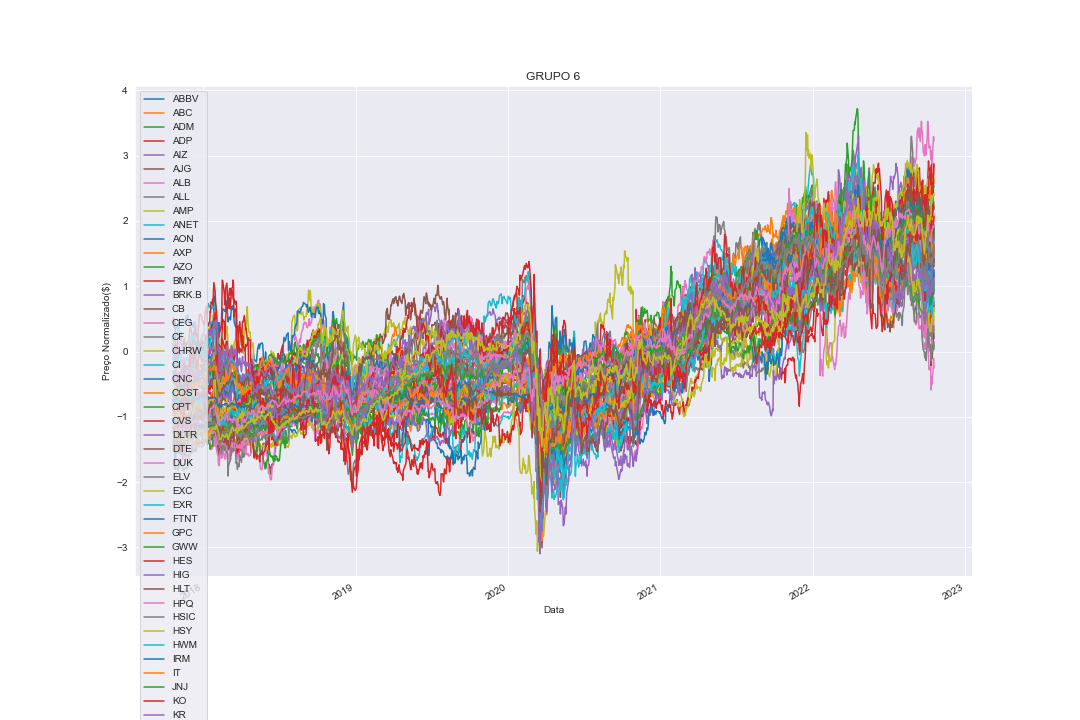 GRUPO 6
4
3
2
1
0
−1
−2
−3
Preço Normalizado($)
2018
2019
2020
2021
2022
2023
Data
ABBV
ABC
ADM
ADP
AIZ
AJG
ALB
ALL
AMP
ANET
AON
AXP
AZO
BMY
BRK.B
CB
CEG
CF
CHRW
CI
CNC
COST
CPT
CVS
DLTR
DTE
DUK
ELV
EXC
EXR
FTNT
GPC
GWW
HES
HIG
HLT
HPQ
HSIC
HSY
HWM
IRM
IT
JNJ
KO
KR